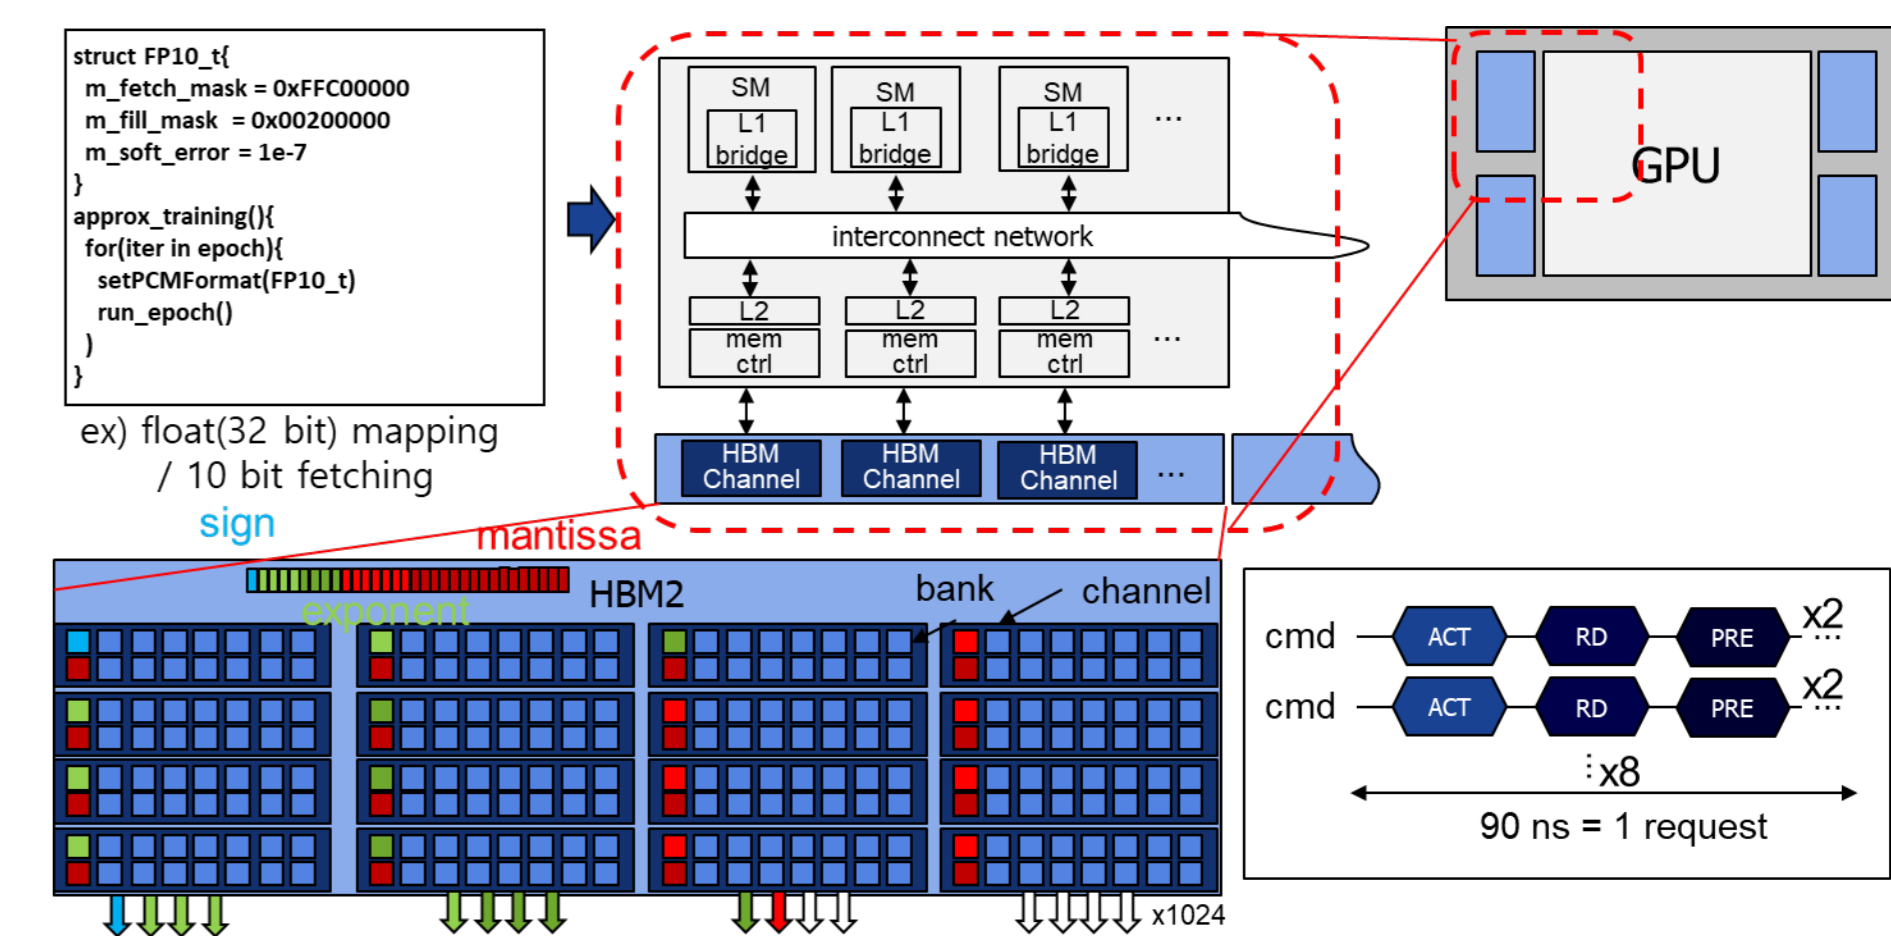 struct FP10_t{
m_fetch_mask = 0xFFC00000
m_fill_mask = 0x00200000
m_soft_error = 1e-7
}
approx_training(){
for(iter in epoch){
setPCMFormat(FP10_t)
run_epoch()
)
}
ex) float(32 bit) mapping
/ 10 bit fetching
SM
L1
bridge
SM
L1
bridge
SM
L1
bridge
...
interconnect network
L2
mem
ctrl
L2
mem
ctrl
L2
mem
ctrl
...
HBM
Channel
HBM
Channel
HBM
Channel
...
GPU
sign
mantissa
exponent
HBM2
bank
channel
x1024
cmd
ACT
RD
PRE
x2
...
cmd
ACT
RD
PRE
x2
...
...x8
90 ns = 1 request